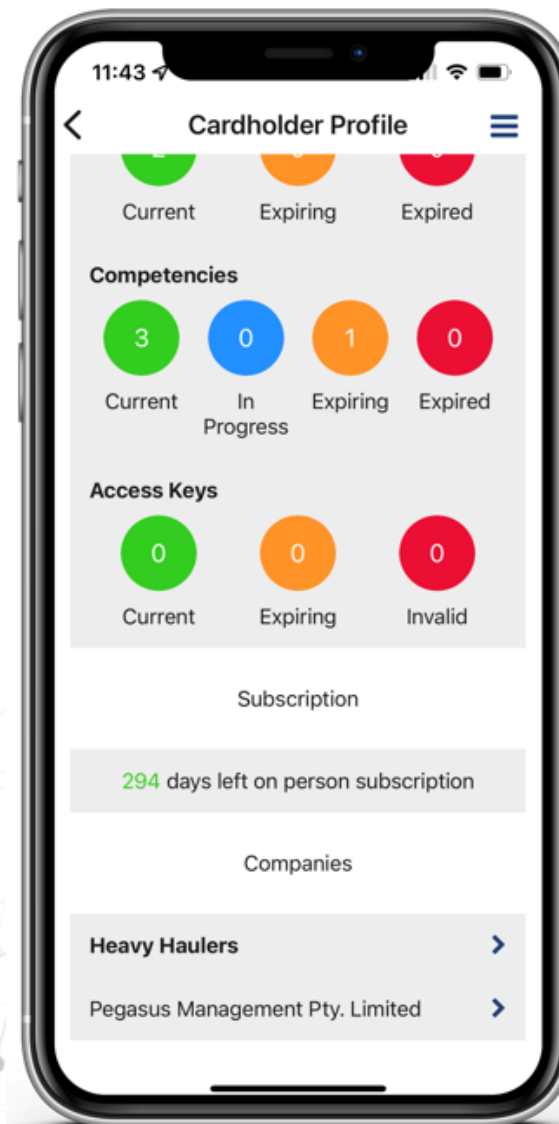 11:43
Cardholder Profile
Current Expiring Expired
Competencies
3 0 1 0
Current In Progress Expiring Expired
Access Keys
0 0 0
Current Expiring Invalid
Subscription
294 days left on person subscription
Companies
Heavy Haulers
Pegasus Management Pty. Limited